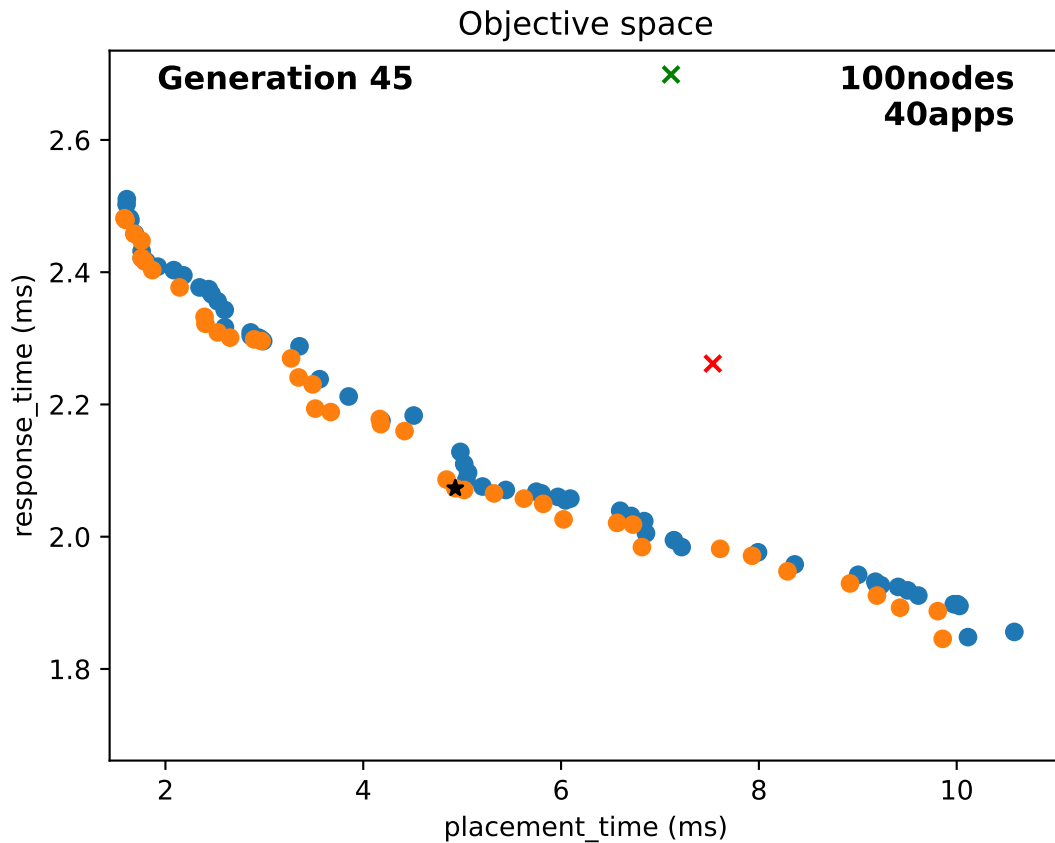 Objective space
Generation 45
100nodes
40apps
2.6
2.4
2.2
2.0
1.8
response_time (ms)
2
4
6
8
10
placement_time (ms)